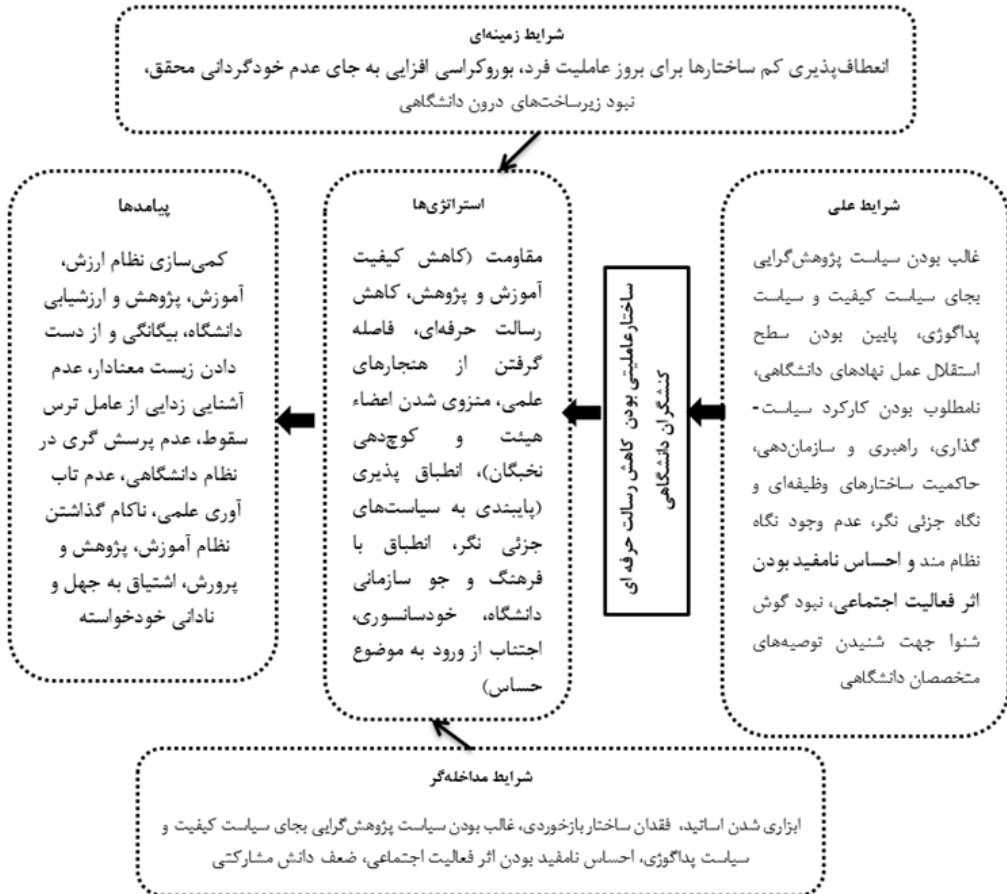 شرایط زمینه‌ای
انعطاف‌پذیری کم ساختارها برای بروز عاملیت فرد، بوروکراسی افزایی به جای عدم خودگردانی محقق،
نبود زیرساخت‌های درون دانشگاهی
شرایط علی
غالب بودن سیاست پژوهش‌گرایی
بجای سیاست کیفیت و سیاست
پداگوژی، پایین بودن سطح
استقلال عمل نهادهای دانشگاهی،
نامطلوب بودن کارکرد سیاست-
گذاری، راهبری و سازمان‌دهی،
حاکمیت ساختارهای وظیفه‌ای و
نگاه جزئی نگر، عدم وجود نگاه
نظام مند و احساس نامفید بودن
اثر فعالیت اجتماعی، نبود گوش
شنوا جهت شنیدن توصیه‌های
متخصصان دانشگاهی
ساختارعاملیتی بودن کاهش رسالت حرفه ای
کنشگران دانشگاهی
استراتژی‌ها
مقاومت (کاهش کیفیت
آموزش و پژوهش، کاهش
رسالت حرفه‌ای، فاصله
گرفتن از هنجارهای
علمی، منزوی شدن اعضاء
هیئت و کوچ‌دهی
نخبگان)، انطباق پذیری
(پایبندی به سیاست‌های
جزئی نگر، انطباق با
فرهنگ و جو سازمانی
دانشگاه، خودسانسوری،
اجتناب از ورود به موضوع
حساس)
پیامدها
کمی‌سازی نظام ارزش،
آموزش، پژوهش و ارزشیابی
دانشگاه، بیگانگی و از دست
دادن زیست معنادار، عدم
آشنایی زدایی از عامل ترس
سقوط، عدم پرسش گری در
نظام دانشگاهی، عدم تاب
آوری علمی، ناکام گذاشتن
نظام آموزش، پژوهش و
پرورش، اشتیاق به جهل و
نادانی خودخواسته
شرایط مداخله‌گر
ابزاری شدن اساتید، فقدان ساختار بازخوردی، غالب بودن سیاست پژوهش‌گرایی بجای سیاست کیفیت و
سیاست پداگوژی، احساس نامفید بودن اثر فعالیت اجتماعی، ضعف دانش مشارکتی